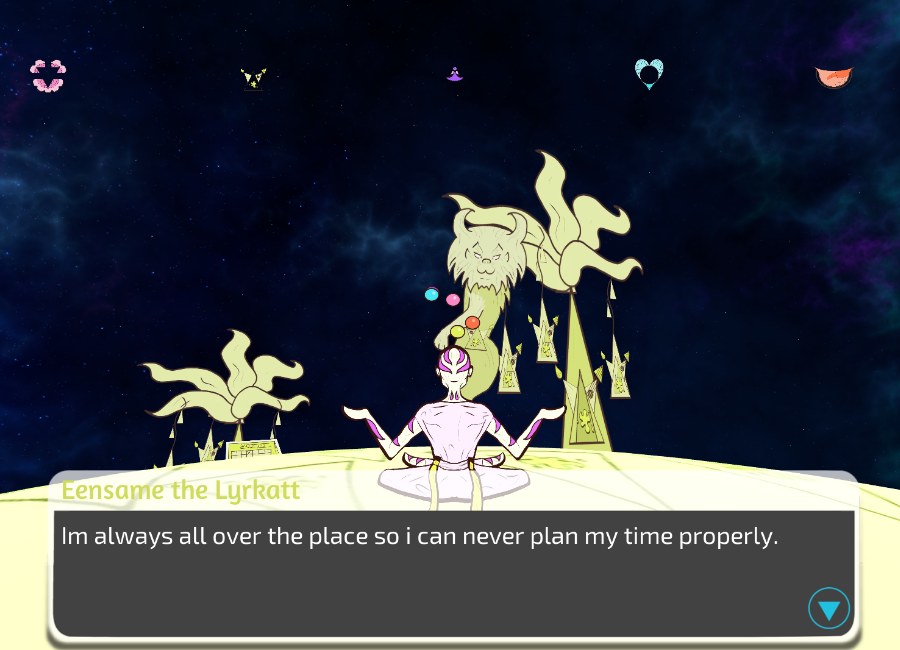 Eensame the Lyrkatt
Im always all over the place so i can never plan my time properly.